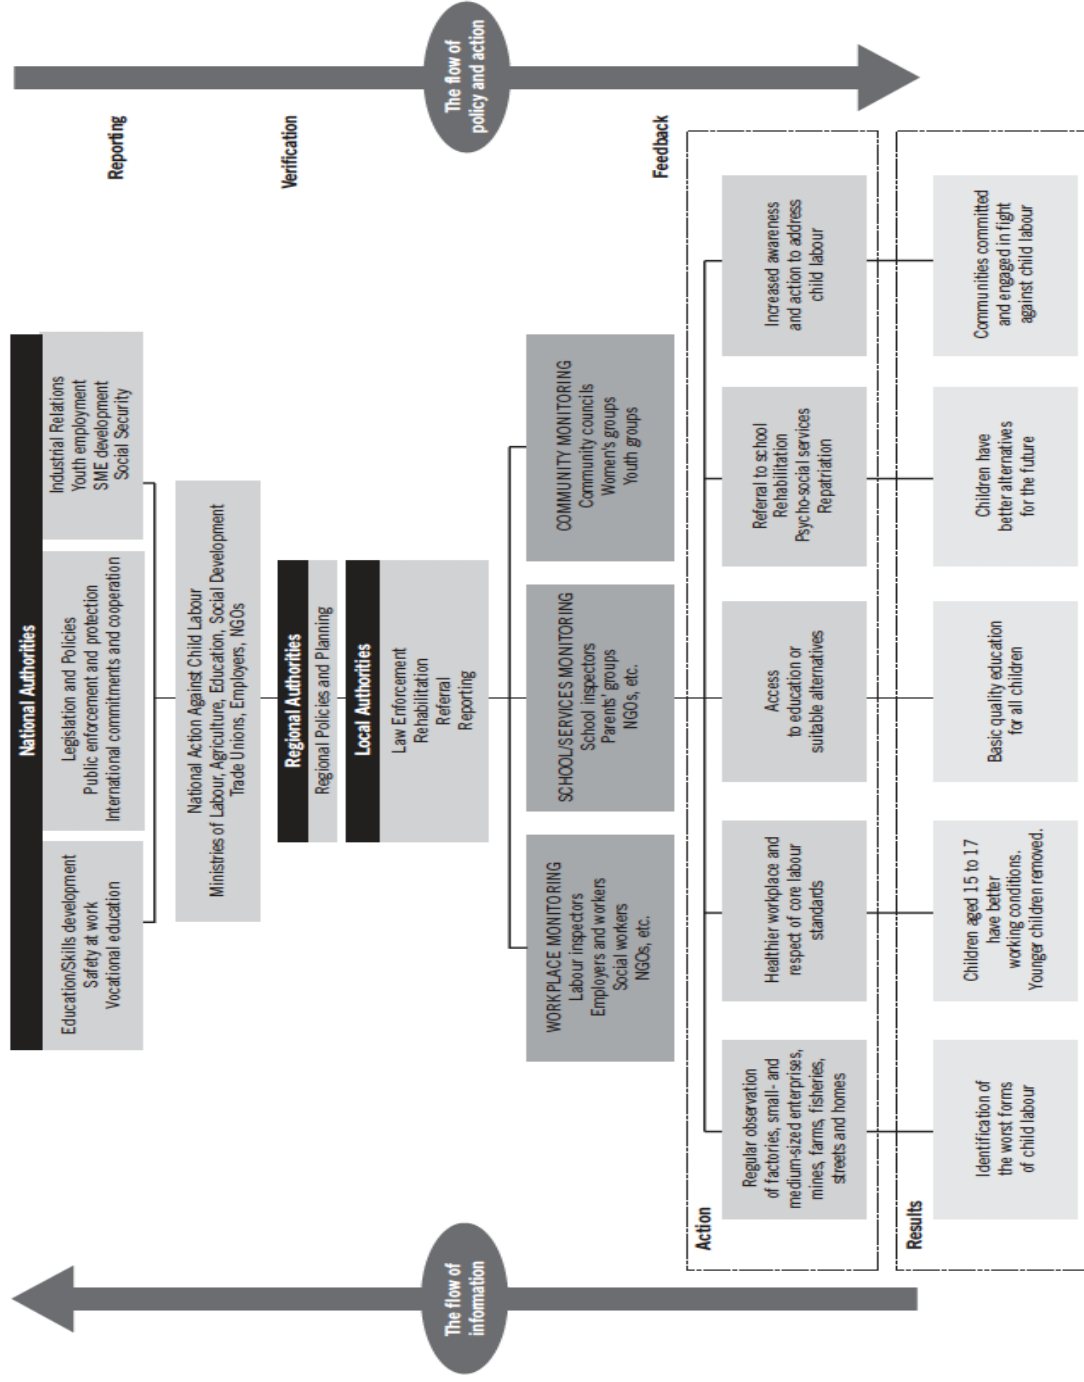 National Authorities
Education/Skills development
Safety at work
Vocational education
Legislation and Policies
Public enforcement and protection
International commitments and cooperation
Industrial Relations
Youth employment
SME development
Social Security
Reporting
National Action Against Child Labour
Ministries of Labour, Agriculture, Education, Social Development
Trade Unions, Employers, NGOs
Regional Authorities
Regional Policies and Planning
Verification
Local Authorities
Law Enforcement
Rehabilitation
Referral
Reporting
The flow of
information
The flow of
policy and action
WORKPLACE MONITORING
Labour inspectors
Employers and workers
Social workers
NGOs, etc.
SCHOOL/SERVICES MONITORING
School inspectors
Parents' groups
NGOs, etc.
COMMUNITY MONITORING
Community councils
Women's groups
Youth groups
Feedback
Action
Regular observation
of factories, small- and
medium-sized enterprises,
mines, farms, fisheries,
streets and homes
Healthier workplace and
respect of core labour
standards
Access
to education or
suitable alternatives
Referral to school
Rehabilitation
Psycho-social services
Repatriation
Increased awareness
and action to address
child labour
Results
Identification of
the worst forms
of child labour
Children aged 15 to 17
have better
working conditions.
Younger children removed.
Basic quality education
for all children
Children have
better alternatives
for the future
Communities committed
and engaged in fight
against child labour